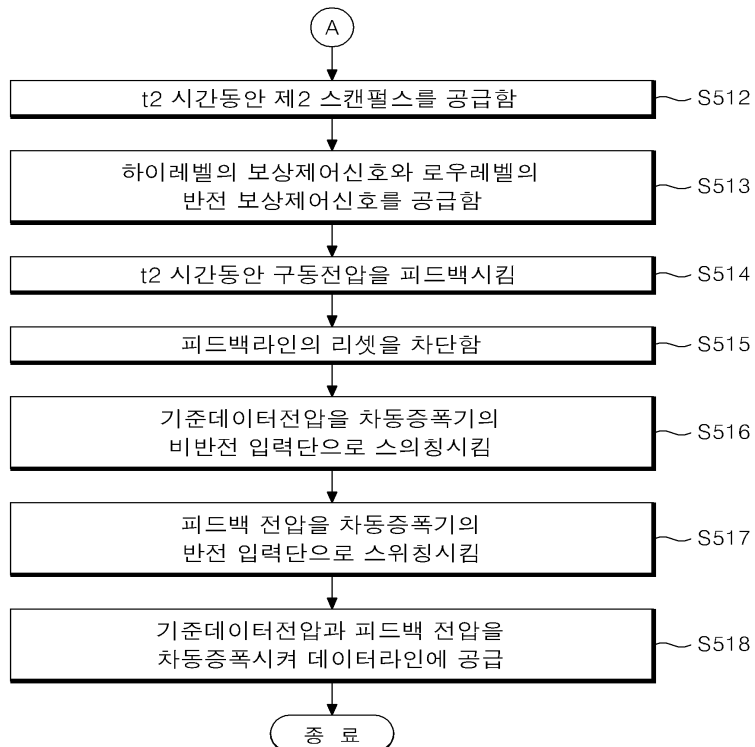 A
t2 시간동안 제2 스캔펄스를 공급함
S512
하이레벨의 보상제어신호와 로우레벨의
반전 보상제어신호를 공급함
S513
t2 시간동안 구동전압을 피드백시킴
S514
피드백라인의 리셋을 차단함
S515
기준데이터전압을 차동증폭기의
비반전 입력단으로 스의칭시킴
S516
피드백 전압을 차동증폭기의
반전 입력단으로 스위칭시킴
S517
기준데이터전압과 피드백 전압을
차동증폭시켜 데이터라인에 공급
S518
종 료